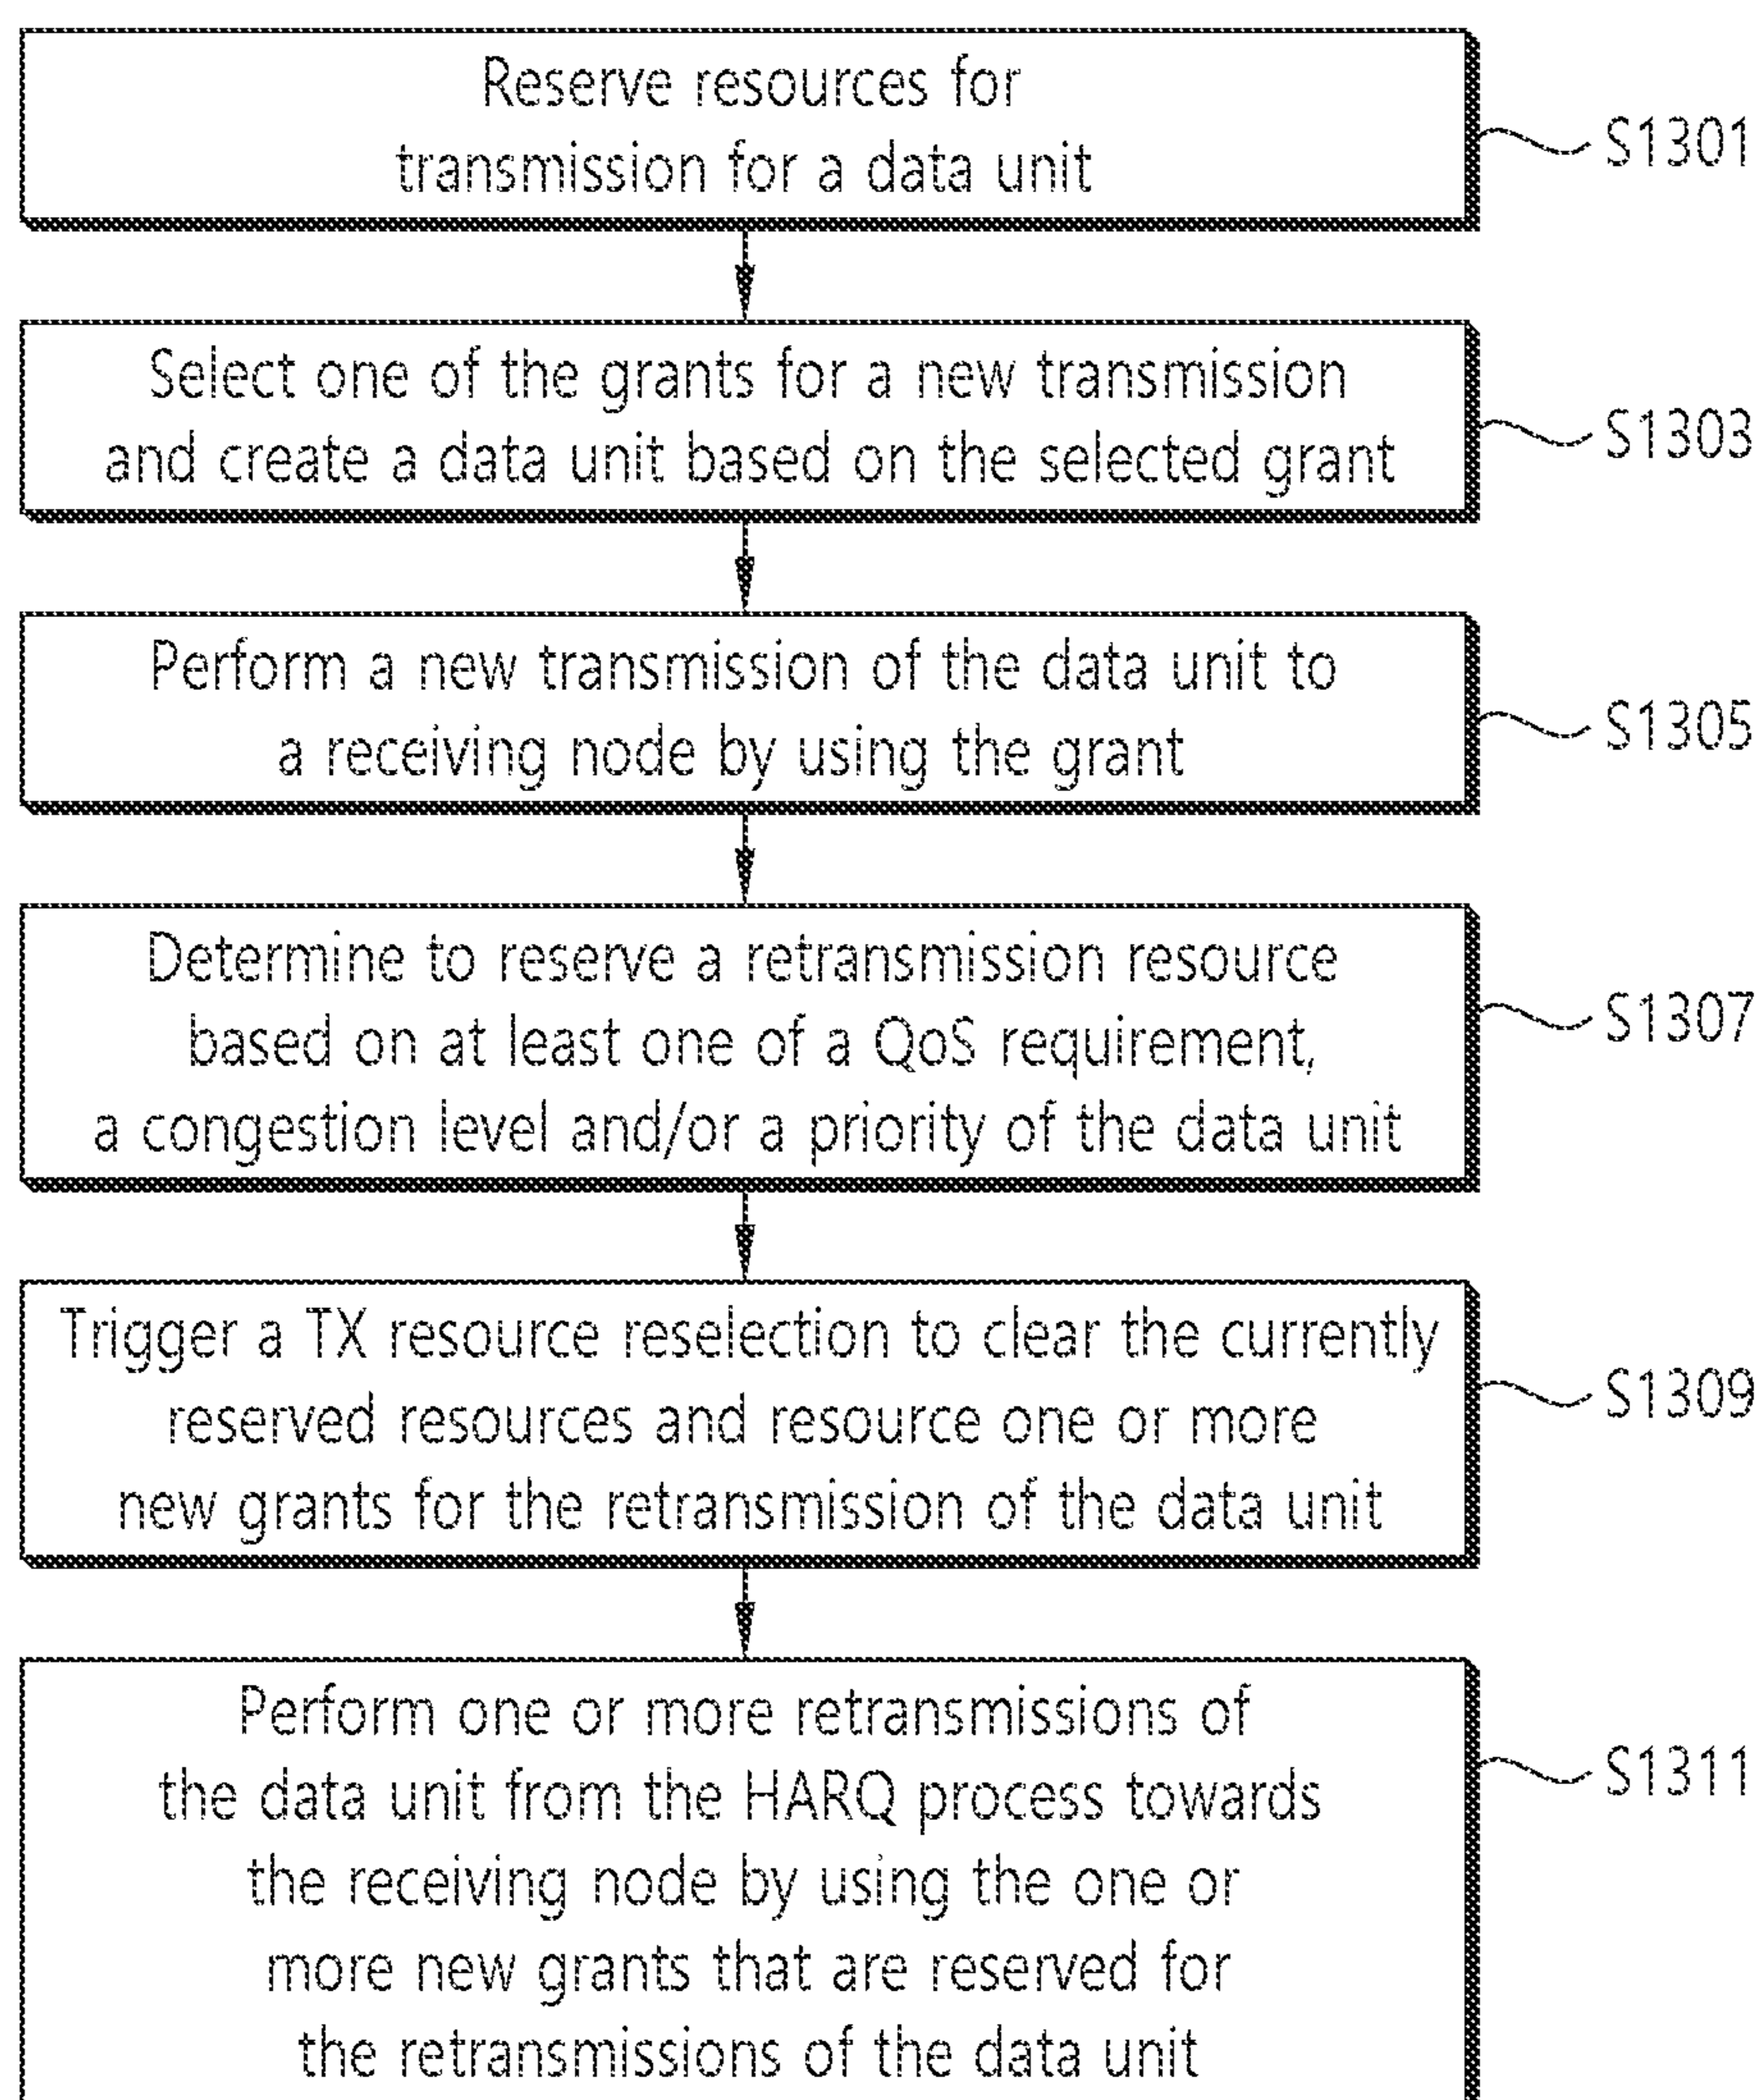 Reserve resources for
transmission for a data unit
S1301
Select one of the grants for a new transmission
and create a data unit based on the selected grant
S1303
Perform a new transmission of the data unit to
a receiving node by using the grant
S1305
Determine to reserve a retransmission resource
based on at least one of a QoS requirement,
a congestion level and/or a priority of the data unit
S1307
Trigger a TX resource reselection to clear the currently
reserved resources and resource one or more
new grants for the retransmission of the data unit
S1309
Perform one or more retransmissions of
the data unit from the HARQ process towards
the receiving node by using the one or
more new grants that are reserved for
the retransmissions of the data unit
S1311